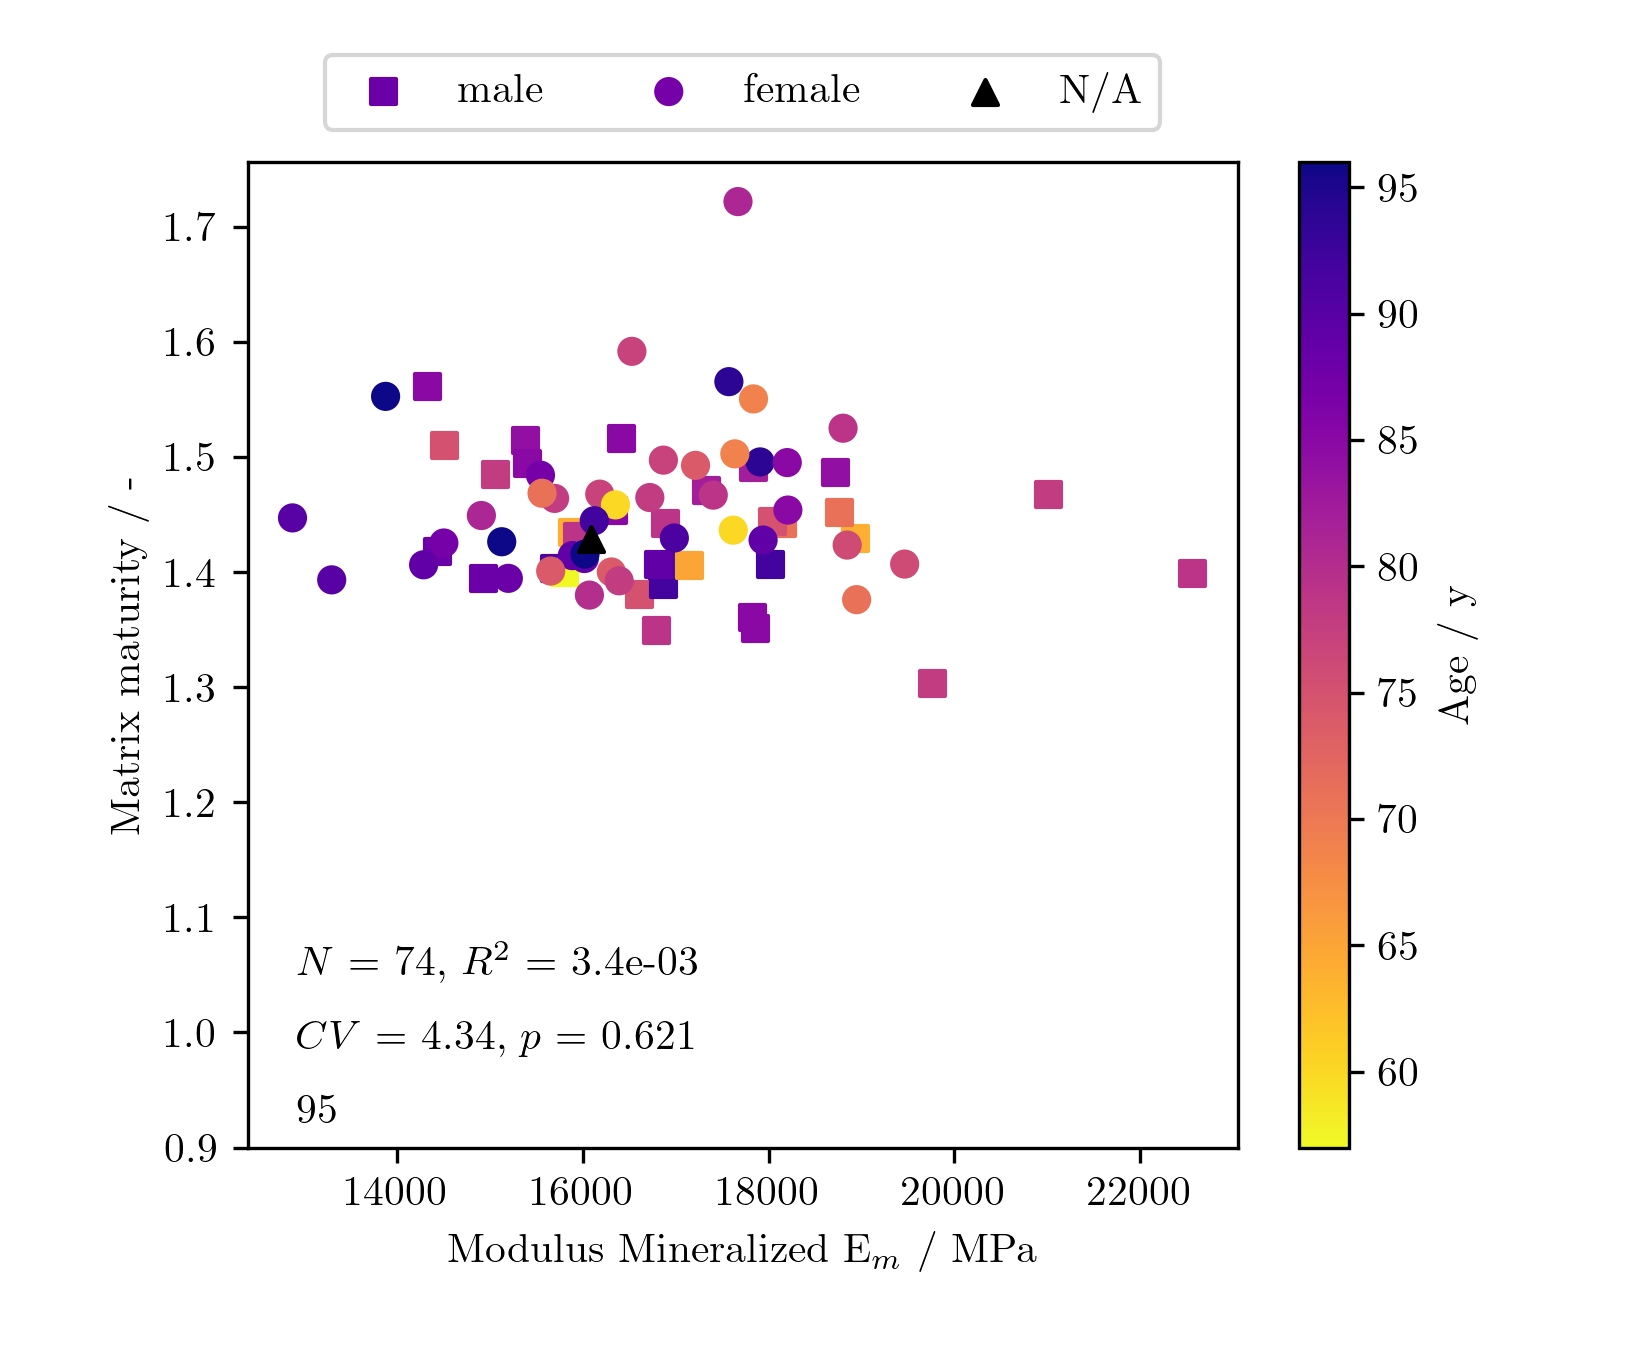 male female N/A
1.7
1.6
1.5
1.4
1.3
1.2
1.1
1.0
0.9
Matrix maturity / -
N = 74, R² = 3.4e-03
CV = 4.34, p = 0.621
95
14000 16000 18000 20000 22000
Modulus Mineralized Eₘ / MPa
95
90
85
80
75
70
65
60
Age / y